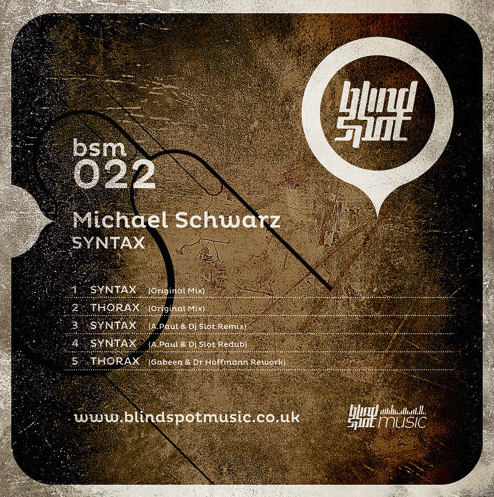 blind
spot
bsm
022
Michael Schwarz
SYNTAX
1 SYNTAX (Original Mix)
2 THORAX (Original Mix)
3 SYNTAX (A.Paul & Dj Slot Remix)
4 SYNTAX (A.Paul & Dj Slot Redub)
5 THORAX (Gabeen & Dr Hoffmann Rework)
www.blindspotmusic.co.uk
blind
spot music